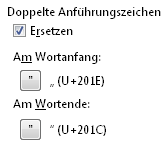 Doppelte Anführungszeichen
Ersetzen
Am Wortanfang:
" „ (U+201E)
Am Wortende:
" “ (U+201C)